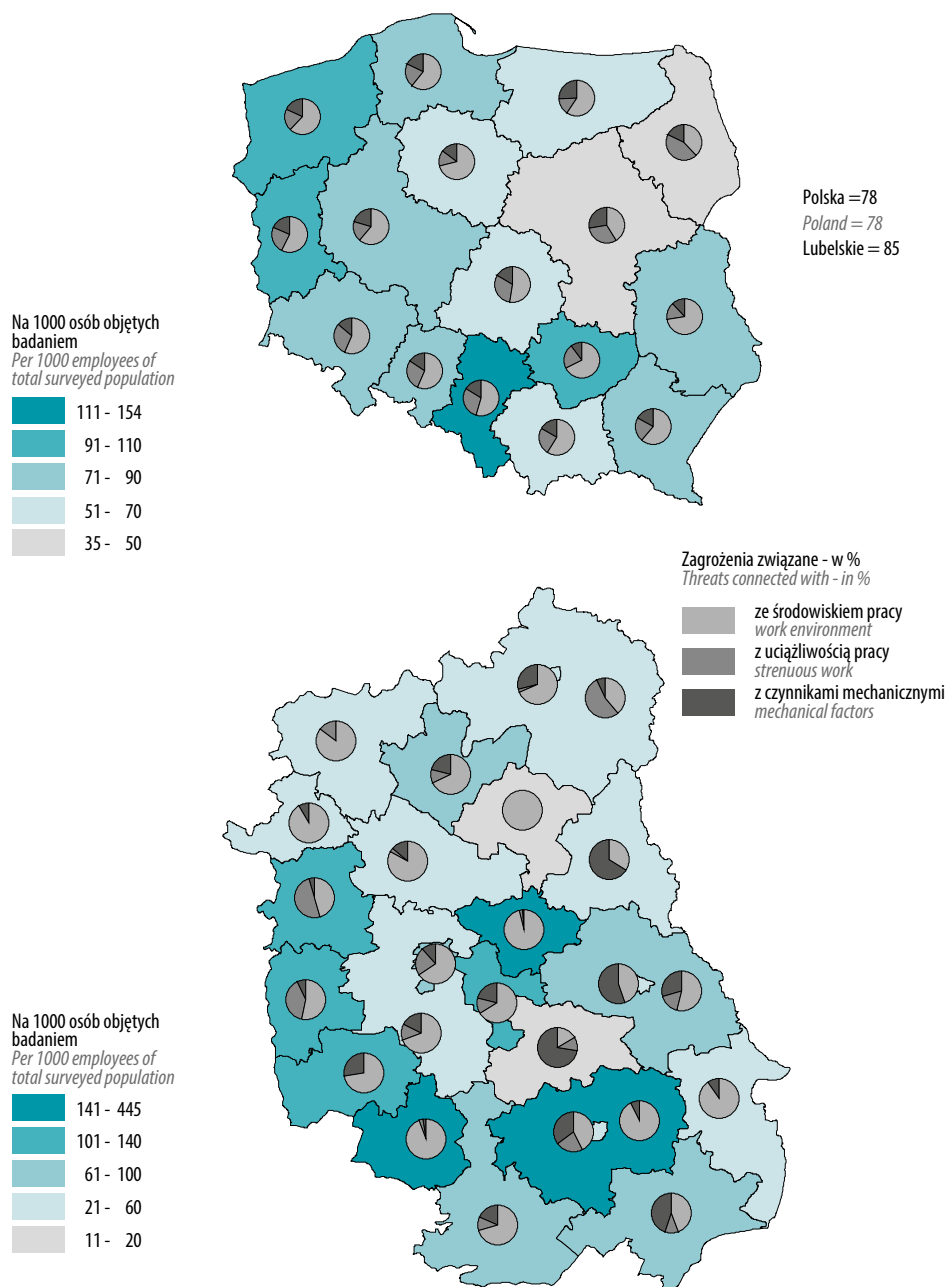 Polska =78
Poland = 78
Lubelskie = 85
Na 1000 osób objętych
badaniem
Per 1000 employees of
total surveyed population
111 - 154
91 - 110
71 - 90
51 - 70
35 - 50
Zagrożenia związane - w %
Threats connected with - in %
ze środowiskiem pracy
work environment
z uciążliwością pracy
strenuous work
z czynnikami mechanicznymi
mechanical factors
Na 1000 osób objętych
badaniem
Per 1000 employees of
total surveyed population
141 - 445
101 - 140
61 - 100
21 - 60
11 - 20